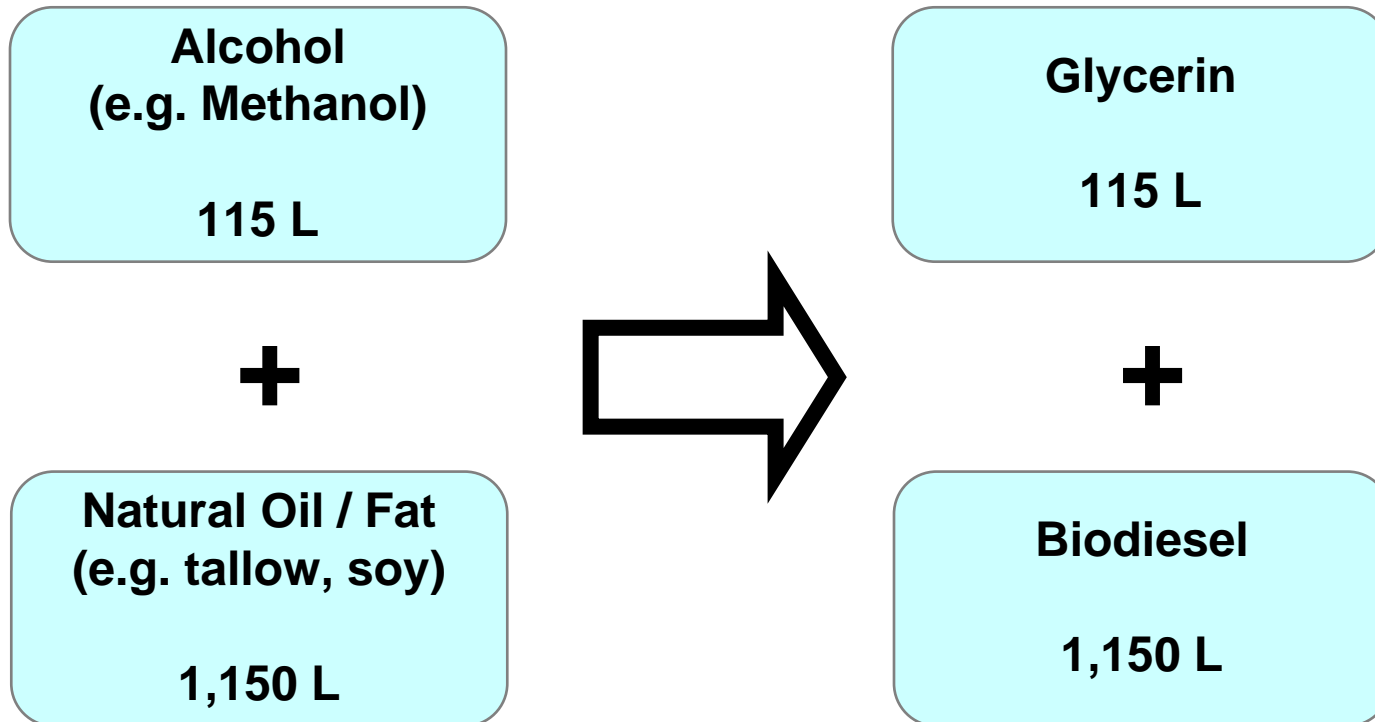 Alcohol
(e.g. Methanol)
115 L
+
Natural Oil / Fat
(e.g. tallow, soy)
1,150 L
Glycerin
115 L
+
Biodiesel
1,150 L